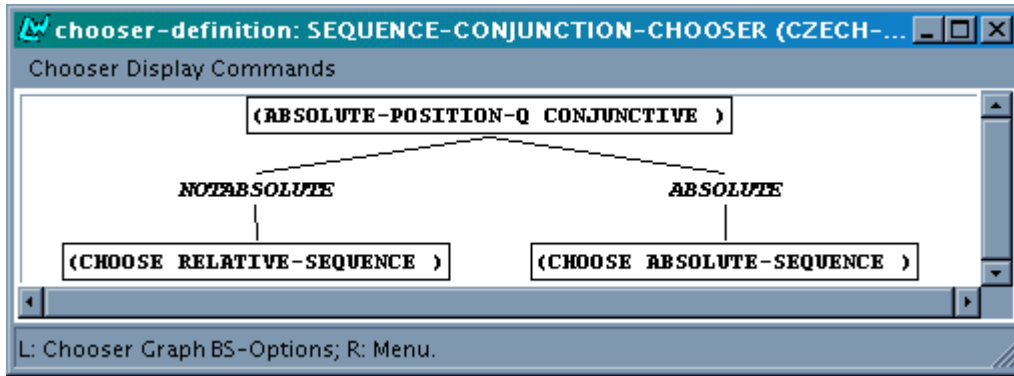 chooser-definition: SEQUENCE-CONJUNCTION-CHOOSER (CZECH-...
Chooser Display Commands
(ABSOLUTE-POSITION-Q CONJUNCTIVE )
NOTABSOLUTE ABSOLUTE
(CHOOSE RELATIVE-SEQUENCE ) (CHOOSE ABSOLUTE-SEQUENCE )
L: Chooser Graph BS-Options; R: Menu.